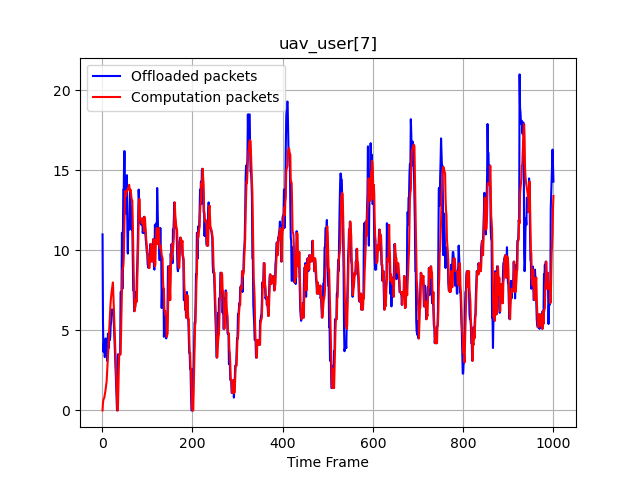 uav_user[7]
Offloaded packets
Computation packets
20
15
10
5
0
0 200 400 600 800 1000
Time Frame